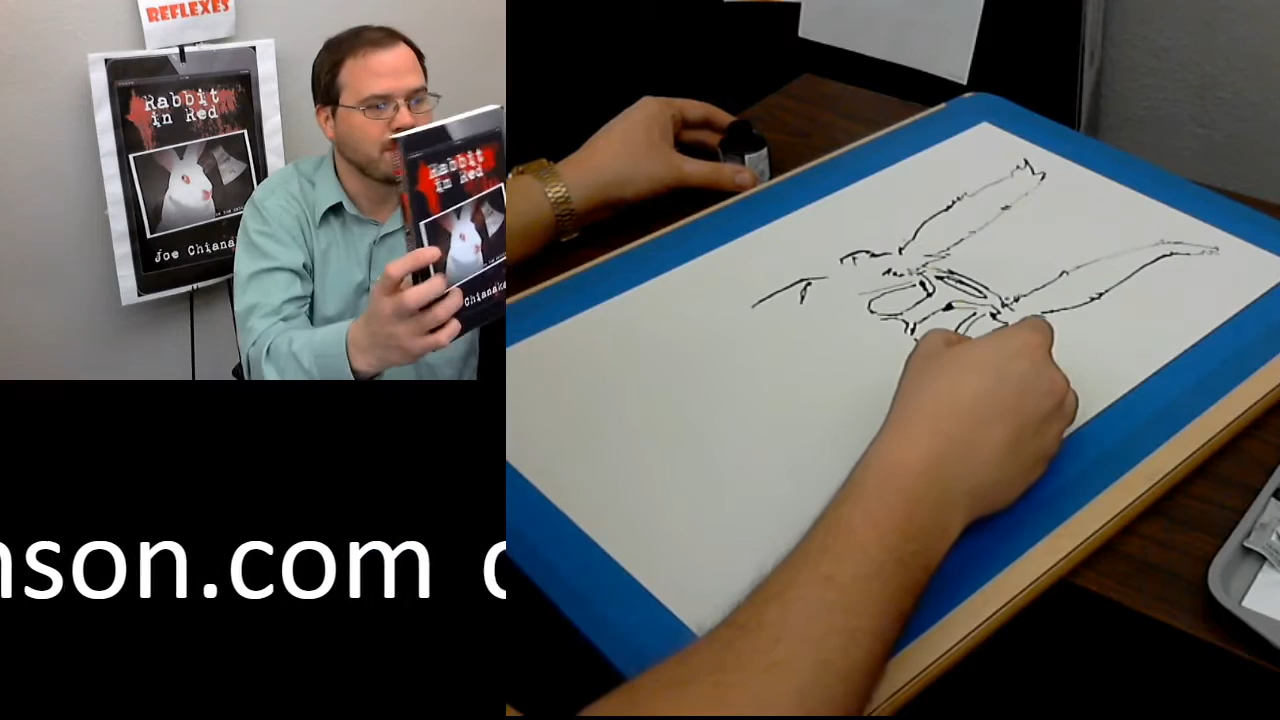 REFLEXES
Rabbit
in Red
Joe Chiana
Rabbit
in Red
Chianak
nson.com c